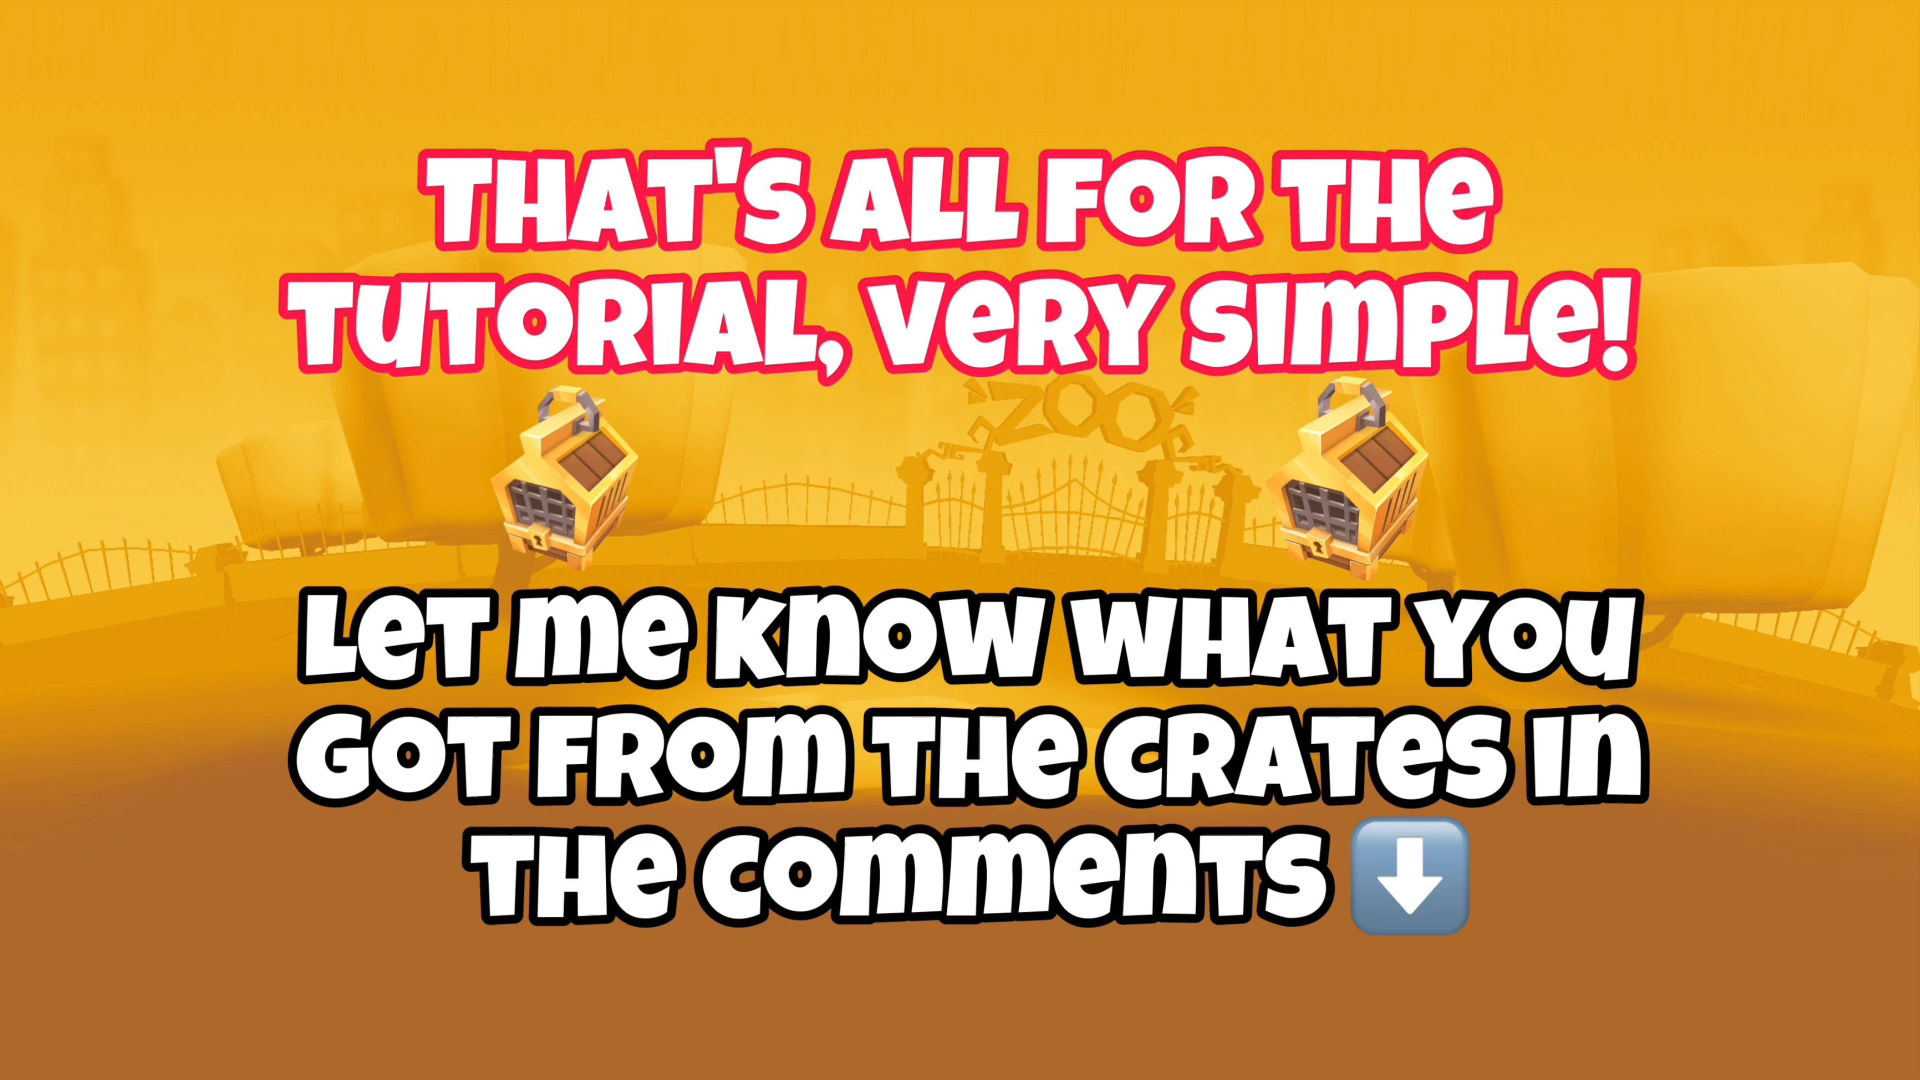 THAT'S ALL FOR THE
TUTORIAL, VERY SIMPLE!
ZOO
LET ME KNOW WHAT YOU
GOT FROM THE CRATES IN
THE COMMENTS ⬇️